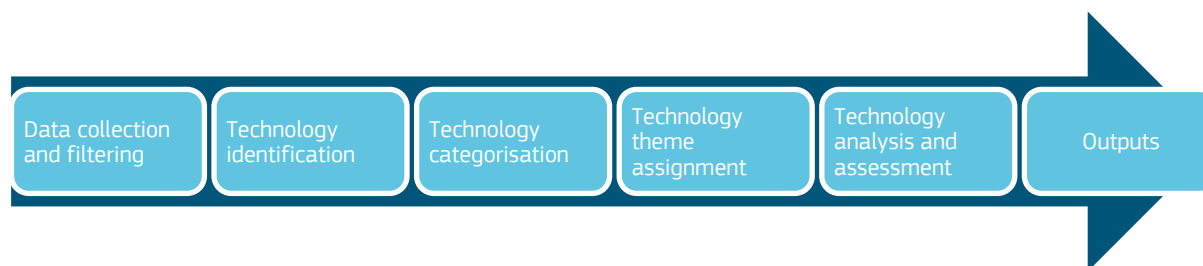 Data collection
and filtering
Technology
identification
Technology
categorisation
Technology
theme
assignment
Technology
analysis and
assessment
Outputs